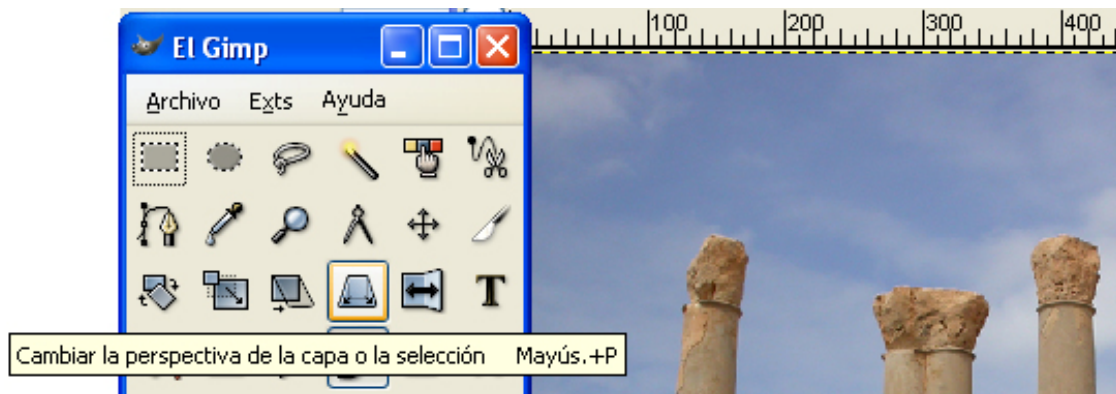 El Gimp
Archivo Exts Ayuda
100 200 300 400
T
Cambiar la perspectiva de la capa o la selección Mayús.+P